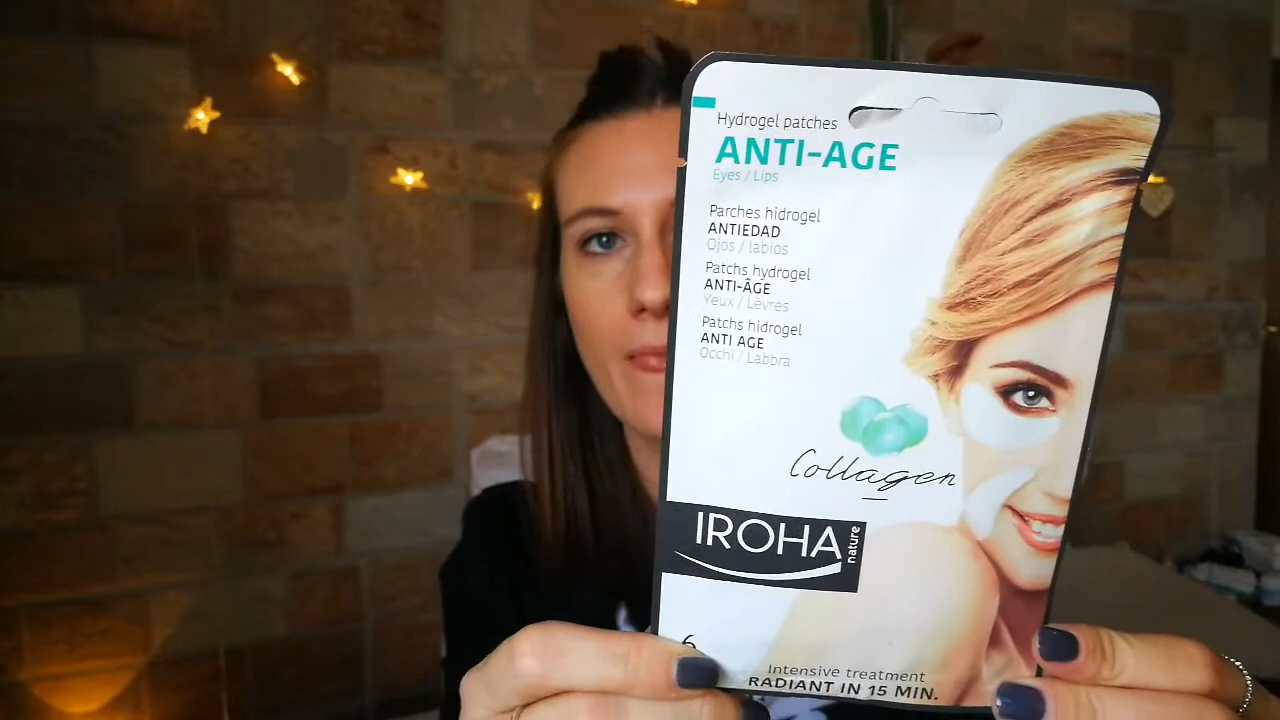 Hydrogel patches
ANTI-AGE
Eyes / Lips
Parches hidrogel
ANTIEDAD
Ojos / labios
Patchs hydrogel
ANTI-ÂGE
Yeux / Lèvres
Patchs hidrogel
ANTI AGE
Occhi / Labbra
Collagen
IROHA
nature
6
Intensive treatment
RADIANT IN 15 MIN.